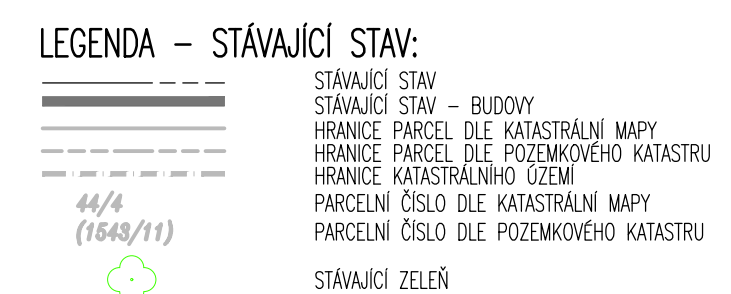 LEGENDA – STÁVAJÍCÍ STAV:
STÁVAJÍCÍ STAV
STÁVAJÍCÍ STAV – BUDOVY
HRANICE PARCEL DLE KATASTRÁLNÍ MAPY
HRANICE PARCEL DLE POZEMKOVÉHO KATASTRU
HRANICE KATASTRÁLNÍHO ÚZEMÍ
44/4 PARCELNÍ ČÍSLO DLE KATASTRÁLNÍ MAPY
(1543/11) PARCELNÍ ČÍSLO DLE POZEMKOVÉHO KATASTRU
STÁVAJÍCÍ ZELEŇ